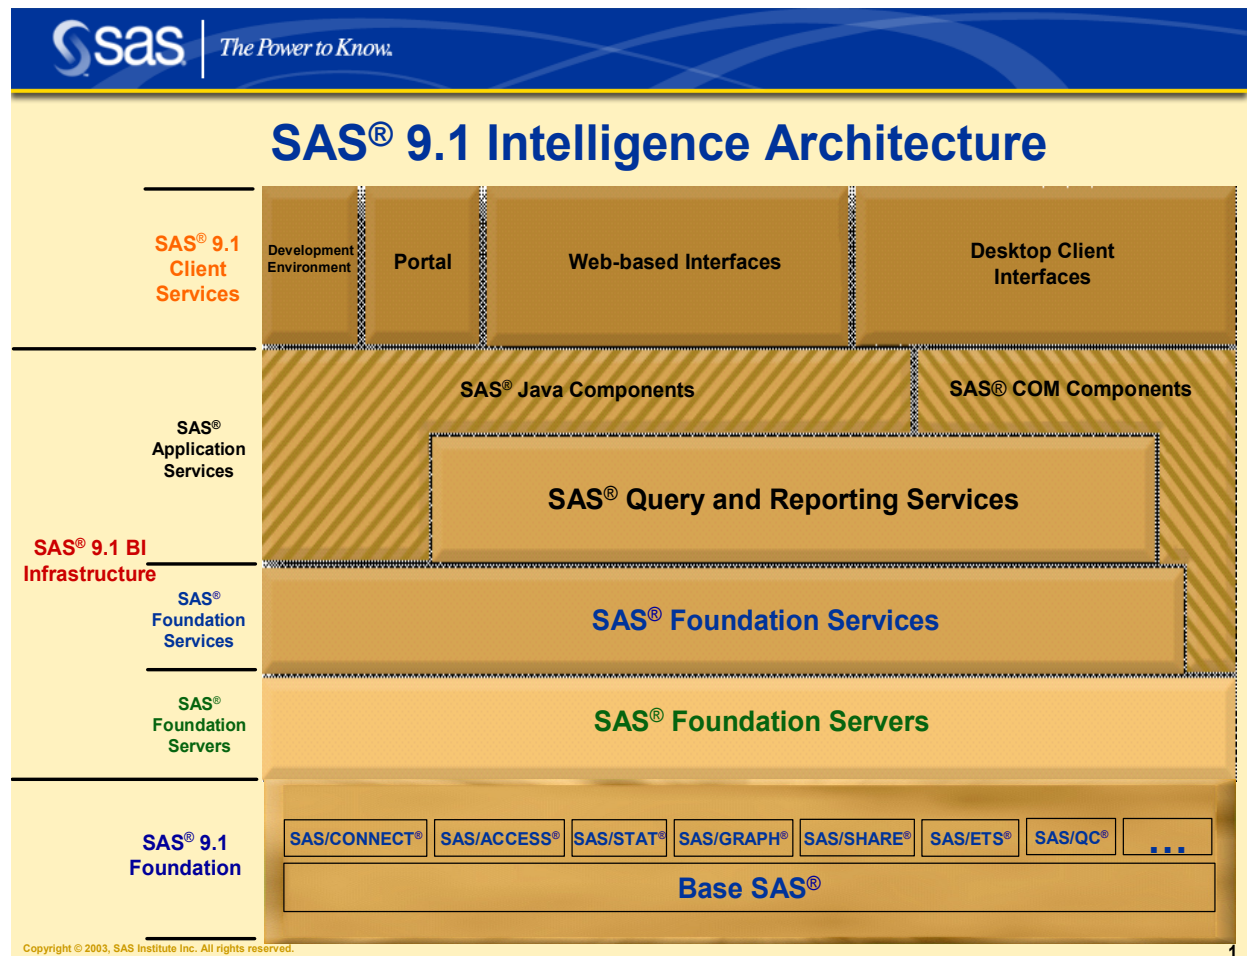 sas
The Power to Know.
SAS® 9.1 Intelligence Architecture
SAS® 9.1
Client
Services
Development
Environment
Portal
Web-based Interfaces
Desktop Client
Interfaces
SAS® Java Components
SAS® COM Components
SAS®
Application
Services
SAS® Query and Reporting Services
SAS® 9.1 BI
Infrastructure
SAS®
Foundation
Services
SAS® Foundation Services
SAS®
Foundation
Servers
SAS® Foundation Servers
SAS® 9.1
Foundation
SAS/CONNECT®
SAS/ACCESS®
SAS/STAT®
SAS/GRAPH®
SAS/SHARE®
SAS/ETS®
SAS/QC®
...
Base SAS®
Copyright © 2003, SAS Institute Inc. All rights reserved.
1